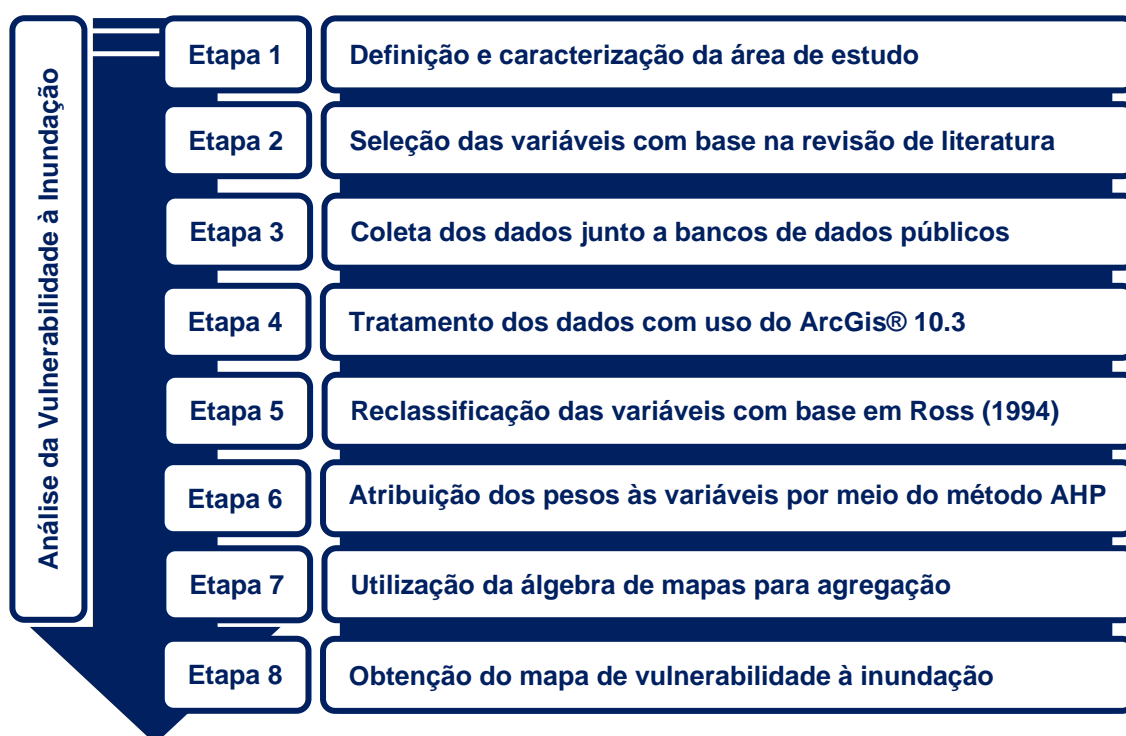 Análise da Vulnerabilidade à Inundação
Etapa 1
Definição e caracterização da área de estudo
Etapa 2
Seleção das variáveis com base na revisão de literatura
Etapa 3
Coleta dos dados junto a bancos de dados públicos
Etapa 4
Tratamento dos dados com uso do ArcGis® 10.3
Etapa 5
Reclassificação das variáveis com base em Ross (1994)
Etapa 6
Atribuição dos pesos às variáveis por meio do método AHP
Etapa 7
Utilização da álgebra de mapas para agregação
Etapa 8
Obtenção do mapa de vulnerabilidade à inundação